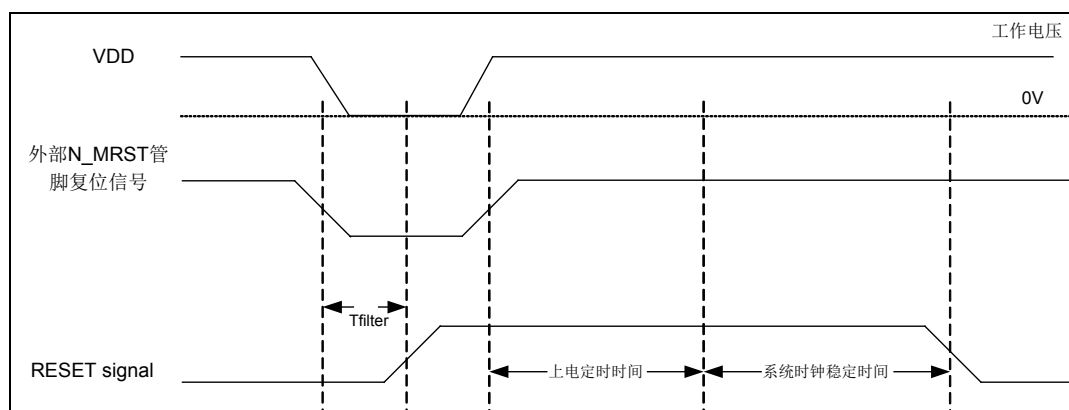 工作电压
VDD
0V
外部N_MRST管
脚复位信号
Tfilter
RESET signal
上电定时时间
系统时钟稳定时间